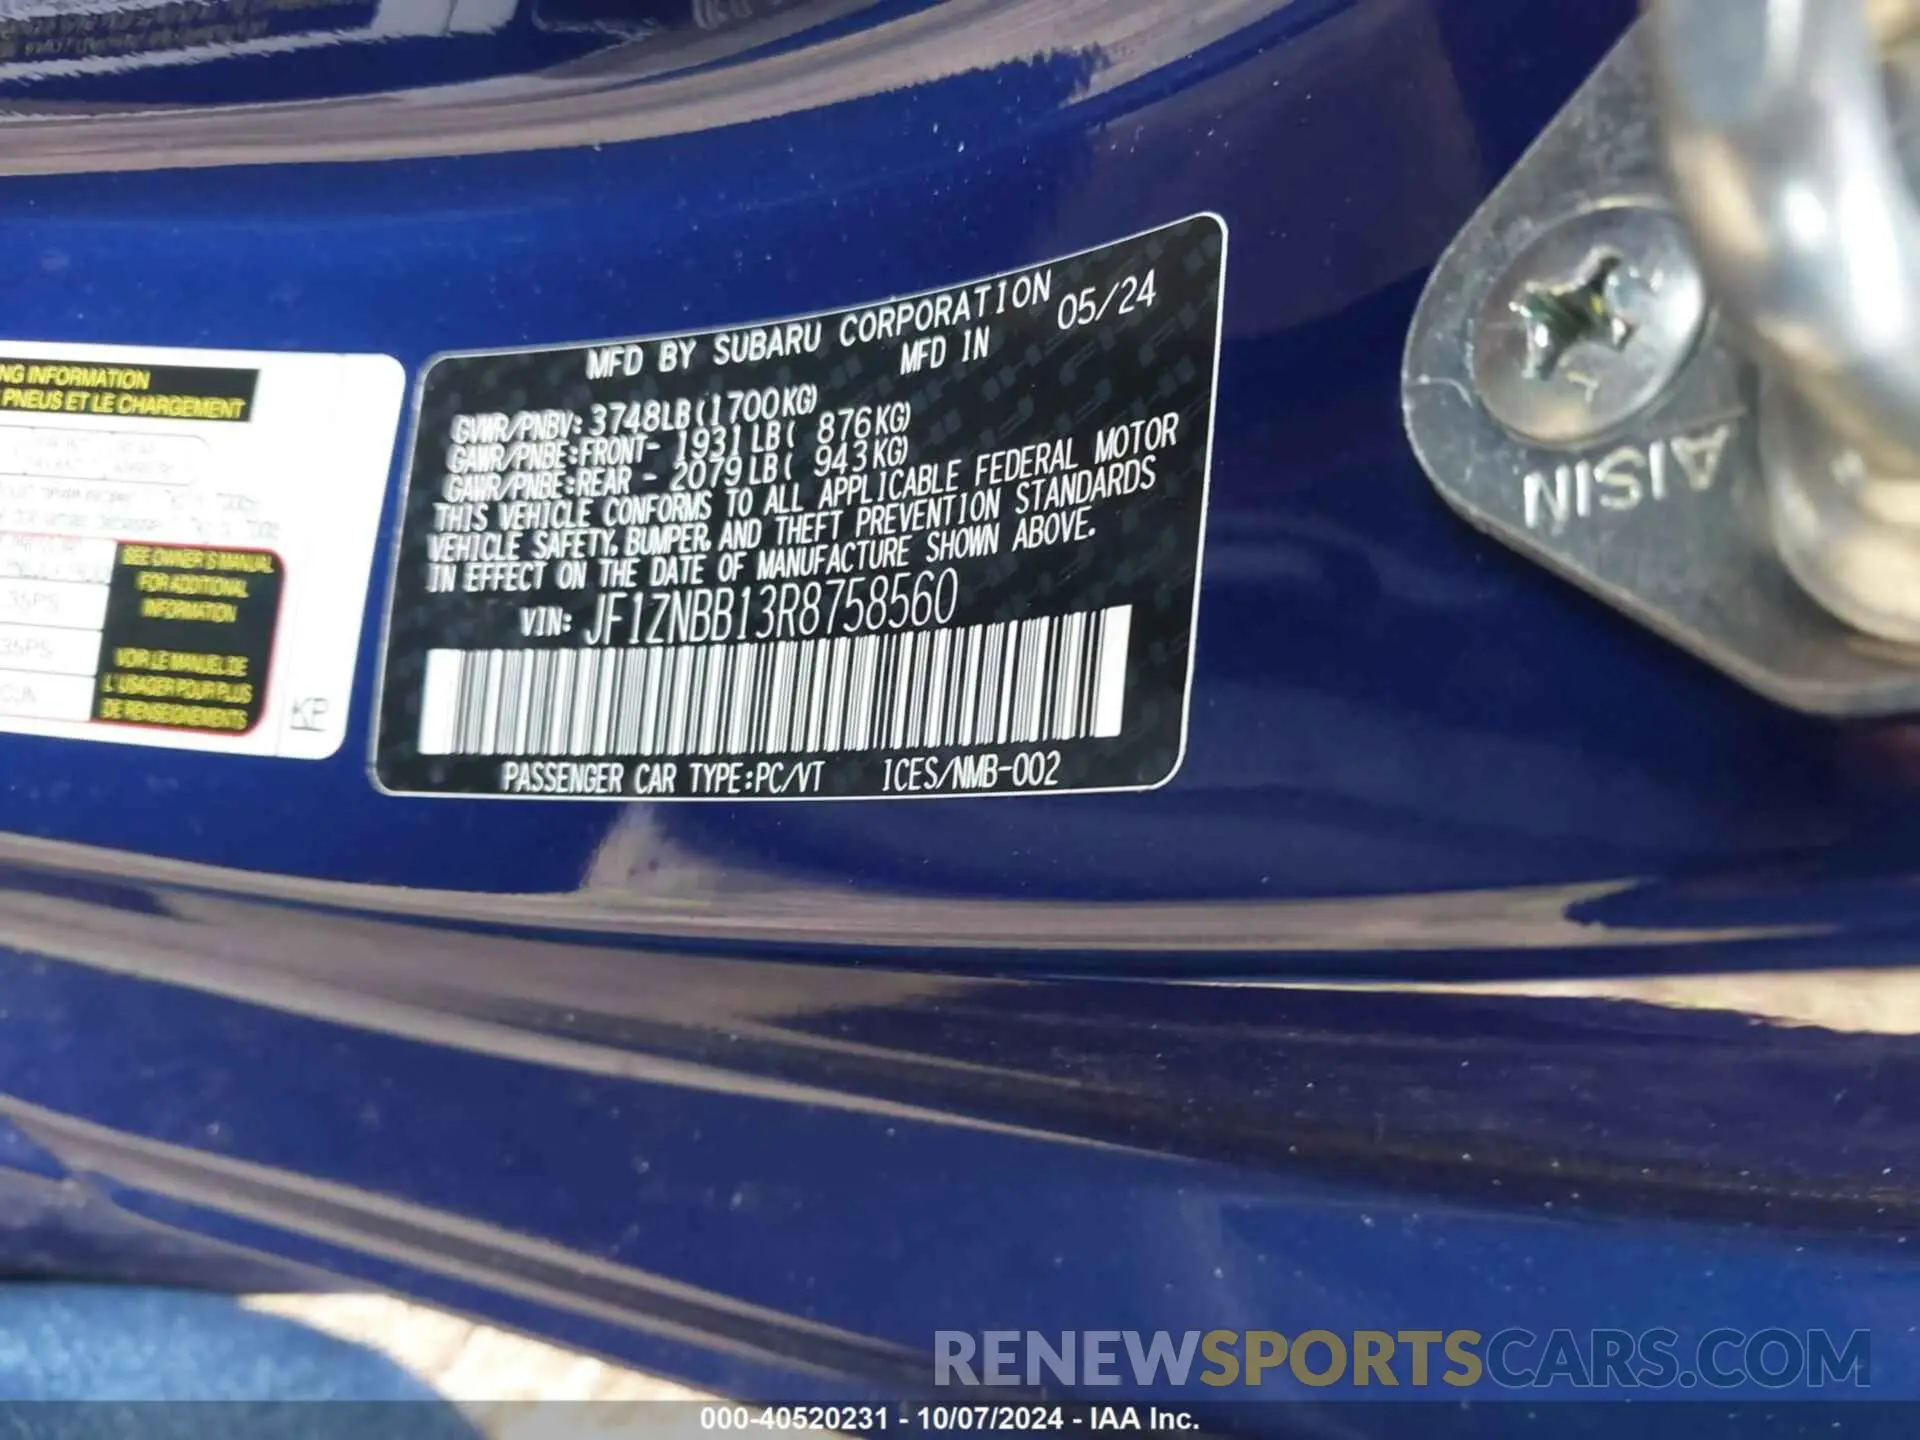 MFD BY SUBARU CORPORATION
MFD IN 05/24
GVWR/PNBV: 3748LB(1700KG)
GAWR/PNBE:FRONT- 1931LB( 876KG)
GAWR/PNBE:REAR - 2079LB( 943KG)
THIS VEHICLE CONFORMS TO ALL APPLICABLE FEDERAL MOTOR
VEHICLE SAFETY, BUMPER, AND THEFT PREVENTION STANDARDS
IN EFFECT ON THE DATE OF MANUFACTURE SHOWN ABOVE.
VIN: JF1ZNBB13R8758560
PASSENGER CAR TYPE:PC/VT ICES/NMB-002
NG INFORMATION
PNEUS ET LE CHARGEMENT
SEE OWNER'S MANUAL
FOR ADDITIONAL
INFORMATION
VOIR LE MANUEL DE
L'USAGER POUR PLUS
DE RENSEIGNEMENTS
35PS
35PS
KP
AISIN
RENEWSPORTSCARS.COM
000-40520231 - 10/07/2024 - IAA Inc.